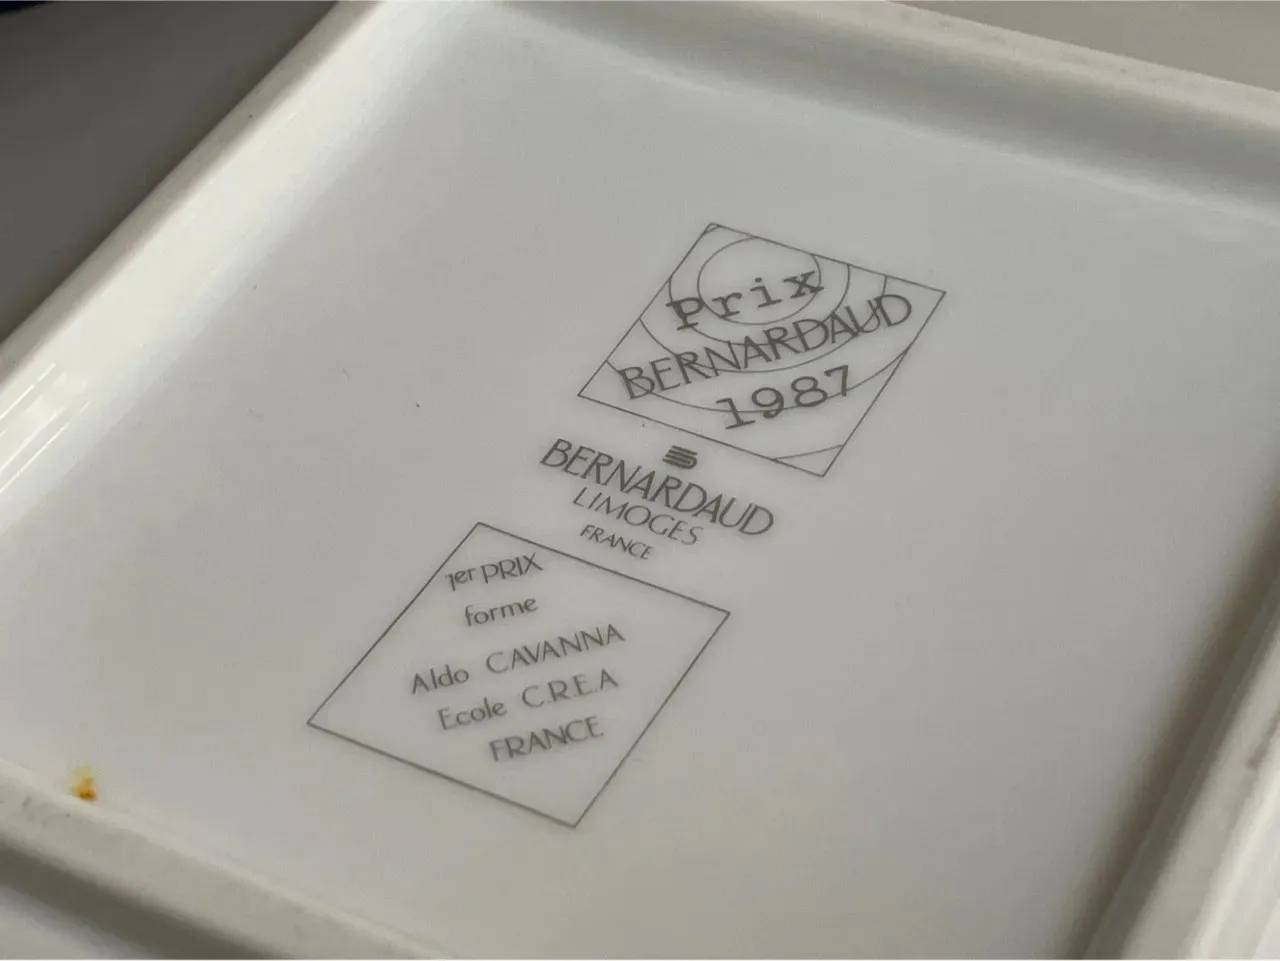 Prix
BERNARDAUD
1987
BERNARDAUD
LIMOGES
FRANCE
1er PRIX
forme
Aldo CAVANNA
Ecole C.R.E.A
FRANCE